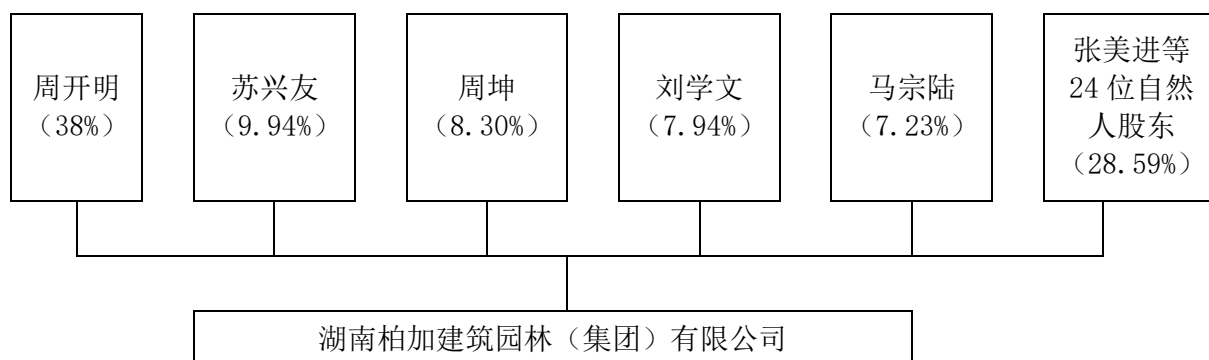 周开明
（38%）
苏兴友
（9.94%）
周坤
（8.30%）
刘学文
（7.94%）
马宗陆
（7.23%）
张美进等
24 位自然
人股东
（28.59%）
湖南柏加建筑园林（集团）有限公司